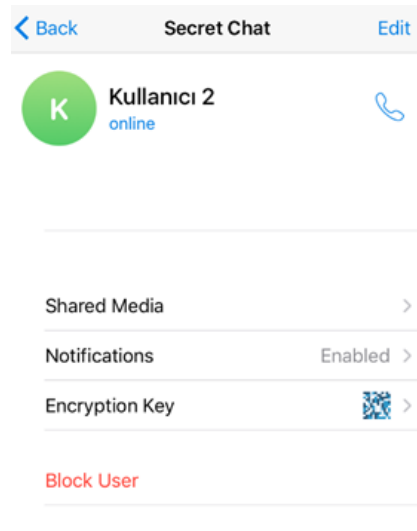 Back Secret Chat Edit
K
Kullanıcı 2
online
Shared Media
Notifications Enabled
Encryption Key
Block User